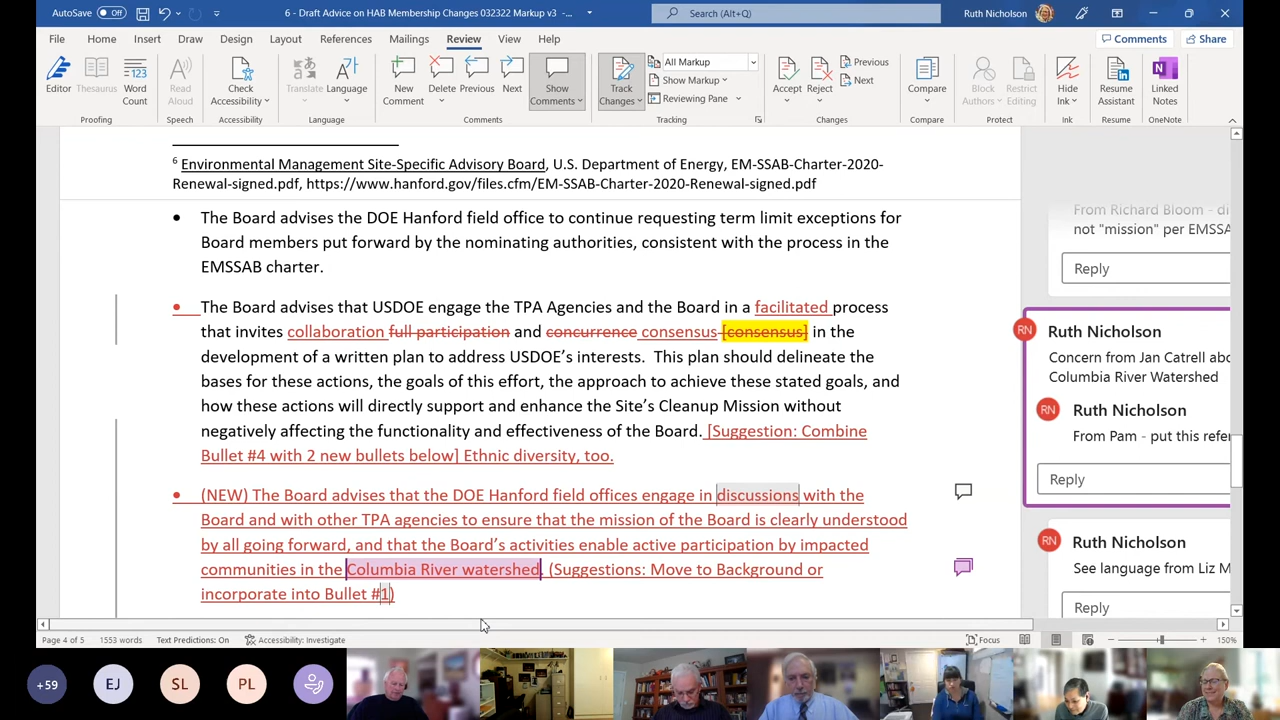 AutoSave Off 6 - Draft Advice on HAB Membership Changes 032322 Markup v3 -... Search (Alt+Q) Ruth Nicholson
File Home Insert Draw Design Layout References Mailings Review View Help Comments Share
Editor Thesaurus Word Count Read Aloud Check Accessibility Translate Language New Comment Delete Previous Next Show Comments Track Changes All Markup Show Markup Reviewing Pane Accept Reject Previous Next Compare Block Authors Restrict Editing Hide Ink Resume Assistant Linked Notes
Proofing Speech Accessibility Language Comments Tracking Changes Compare Protect Ink Resume OneNote
6 Environmental Management Site-Specific Advisory Board, U.S. Department of Energy, EM-SSAB-Charter-2020-
Renewal-signed.pdf, https://www.hanford.gov/files.cfm/EM-SSAB-Charter-2020-Renewal-signed.pdf
• The Board advises the DOE Hanford field office to continue requesting term limit exceptions for
Board members put forward by the nominating authorities, consistent with the process in the
EMSSAB charter.
• The Board advises that USDOE engage the TPA Agencies and the Board in a facilitated process
that invites collaboration full participation and concurrence consensus [consensus] in the
development of a written plan to address USDOE's interests. This plan should delineate the
bases for these actions, the goals of this effort, the approach to achieve these stated goals, and
how these actions will directly support and enhance the Site's Cleanup Mission without
negatively affecting the functionality and effectiveness of the Board. [Suggestion: Combine
Bullet #4 with 2 new bullets below] Ethnic diversity, too.
• (NEW) The Board advises that the DOE Hanford field offices engage in discussions with the
Board and with other TPA agencies to ensure that the mission of the Board is clearly understood
by all going forward, and that the Board's activities enable active participation by impacted
communities in the Columbia River watershed. (Suggestions: Move to Background or
incorporate into Bullet #1)
From Richard Bloom - di
not "mission" per EMSSA
Reply
RN Ruth Nicholson
Concern from Jan Catrell abo
Columbia River Watershed
RN Ruth Nicholson
From Pam - put this refer
Reply
RN Ruth Nicholson
See language from Liz M
Reply
Page 4 of 5 1553 words Text Predictions: On Accessibility: Investigate Focus 150%
+59 EJ SL PL